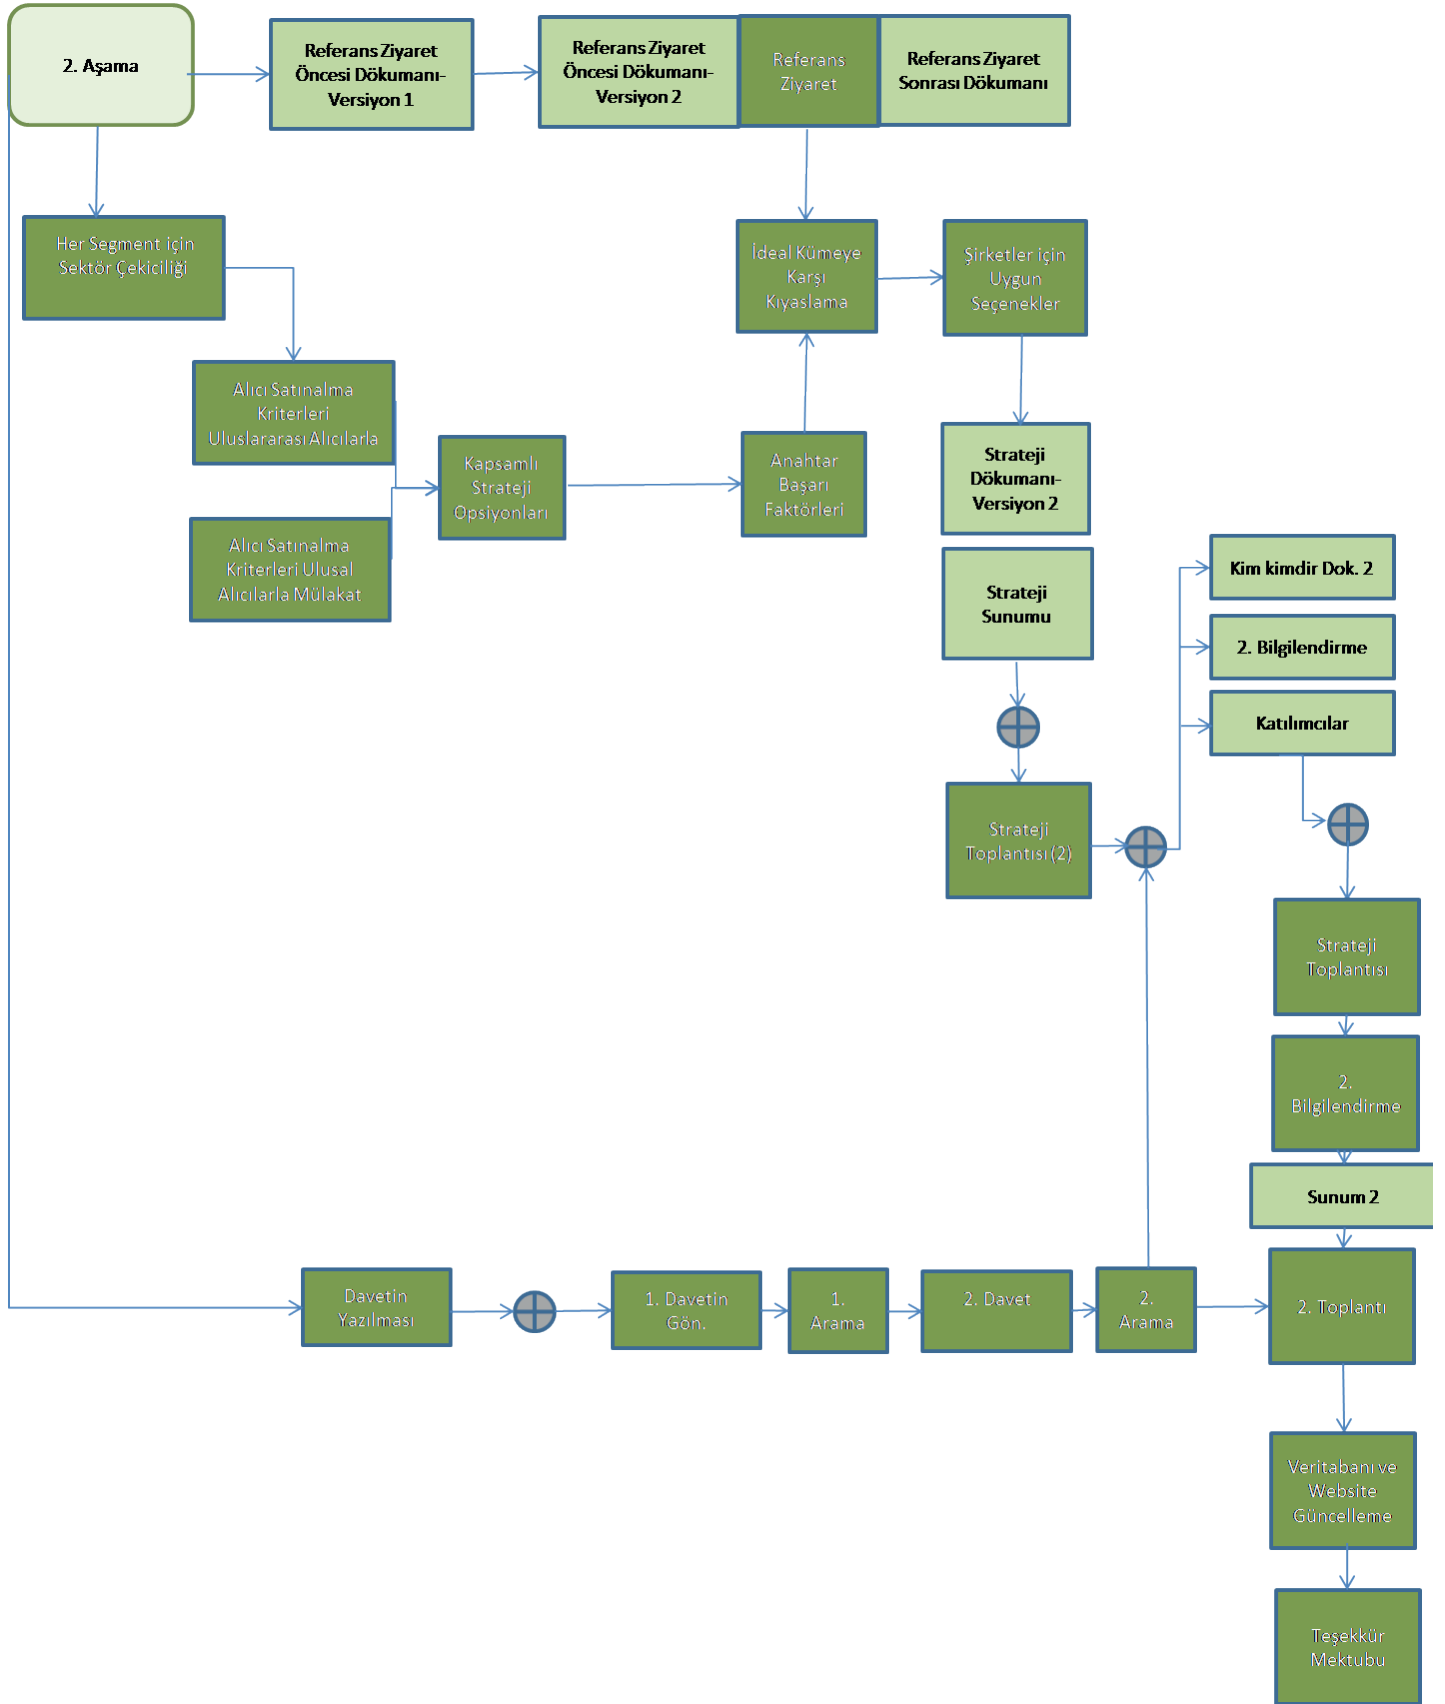 2. Aşama
Referans Ziyaret
Öncesi Dökumanı-
Versiyon 1
Referans Ziyaret
Öncesi Dökumanı-
Versiyon 2
Referans
Ziyaret
Referans Ziyaret
Sonrası Dökumanı
Her Segment için
Sektör Çekiciliği
İdeal Kümeye
Karşı
Kıyaslama
Şirketler için
Uygun
Seçenekler
Alıcı Satınalma
Kriterleri
Uluslararası Alıcılarla
Kapsamlı
Strateji
Opsiyonları
Anahtar
Başarı
Faktörleri
Strateji
Dökumanı-
Versiyon 2
Alıcı Satınalma
Kriterleri Ulusal
Alıcılarla Mülakat
Strateji
Sunumu
Kim kimdir Dok. 2
2. Bilgilendirme
Katılımcılar
Strateji
Toplantısı (2)
Strateji
Toplantısı
2.
Bilgilendirme
Sunum 2
Davetin
Yazılması
1. Davetin
Gön.
1.
Arama
2. Davet
2.
Arama
2. Toplantı
Veritabanı ve
Website
Güncelleme
Teşekkür
Mektubu